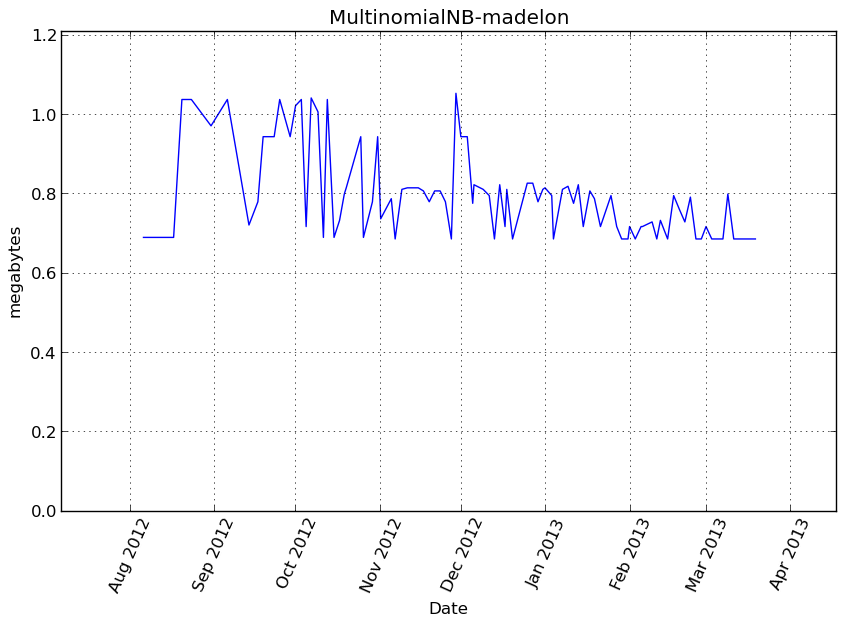 MultinomialNB-madelon
1.2
1.0
0.8
0.6
0.4
0.2
0.0
megabytes
Aug 2012
Sep 2012
Oct 2012
Nov 2012
Dec 2012
Jan 2013
Feb 2013
Mar 2013
Apr 2013
Date